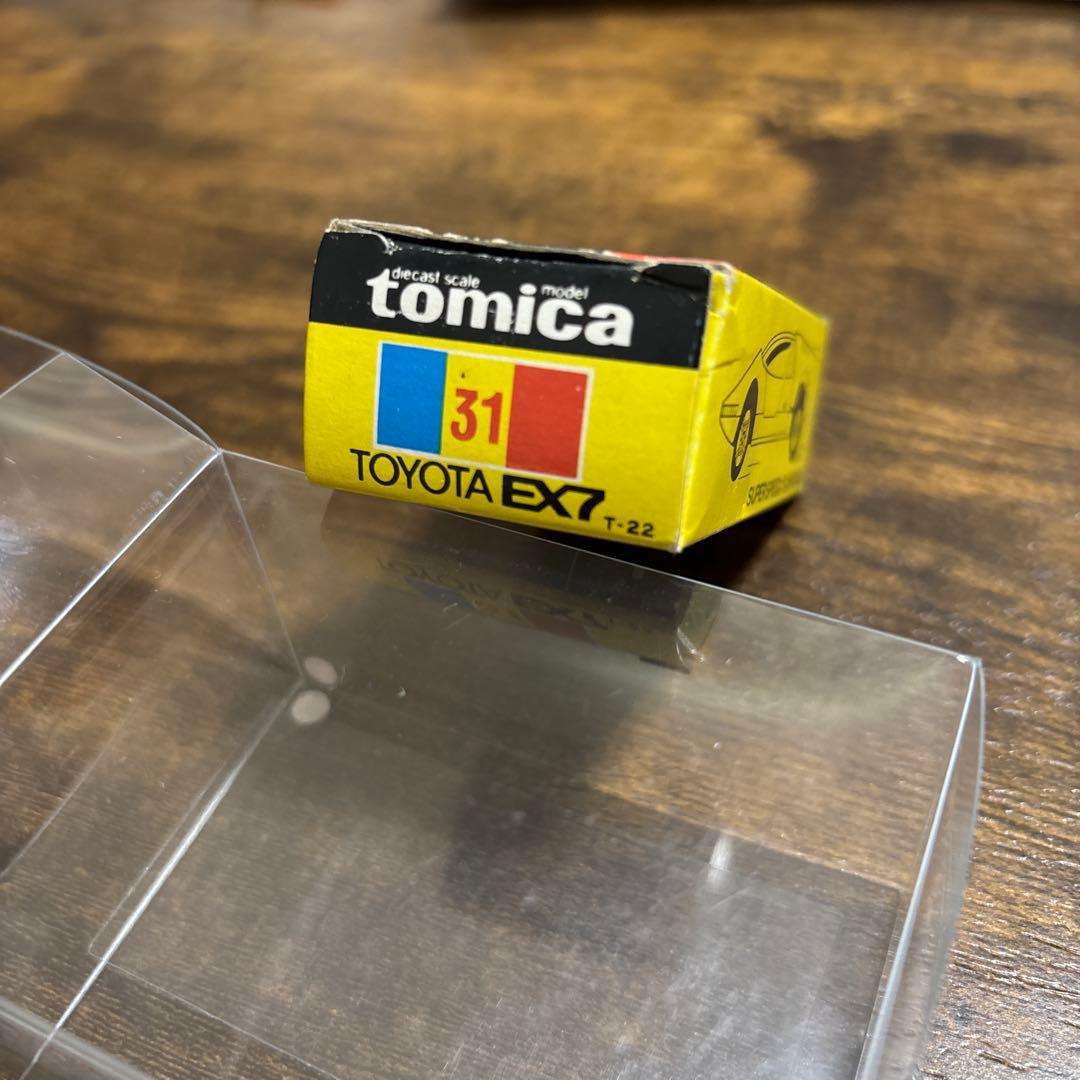 diecast scale model
tomica
31
TOYOTA EX7
T-22